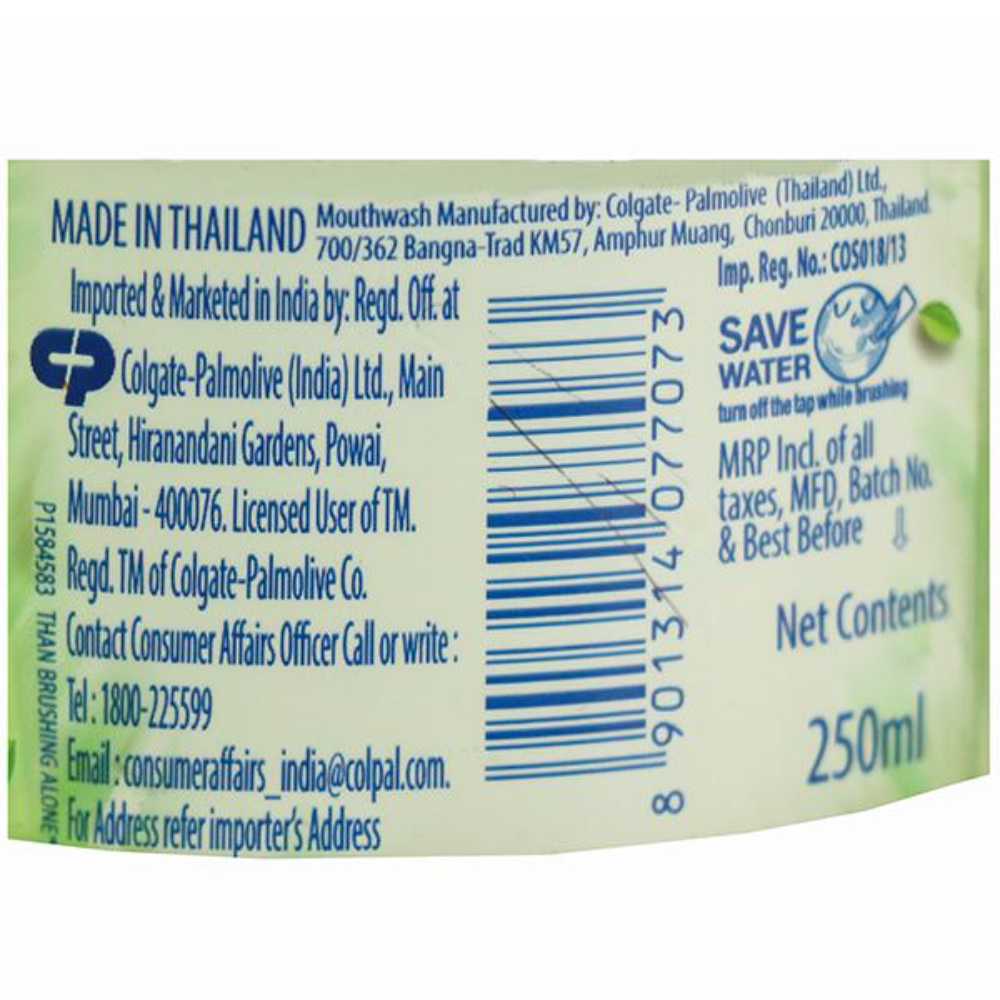 MADE IN THAILAND
Mouthwash Manufactured by: Colgate- Palmolive (Thailand) Ltd.,
700/362 Bangna-Trad KM57, Amphur Muang, Chonburi 20000, Thailand.
Imported & Marketed in India by: Regd. Off. at
CP
Colgate-Palmolive (India) Ltd., Main
Street, Hiranandani Gardens, Powai,
Mumbai - 400076. Licensed User of TM.
Regd. TM of Colgate-Palmolive Co.
Contact Consumer Affairs Officer Call or write :
Tel : 1800-225599
Email : consumeraffairs_india@colpal.com.
For Address refer importer's Address
P1584583 THAN BRUSHING ALONE*
8 901314 077073
Imp. Reg. No.: COS018/13
SAVE
WATER
turn off the tap while brushing
MRP Incl. of all
taxes, MFD, Batch No.
& Best Before
Net Contents
250ml